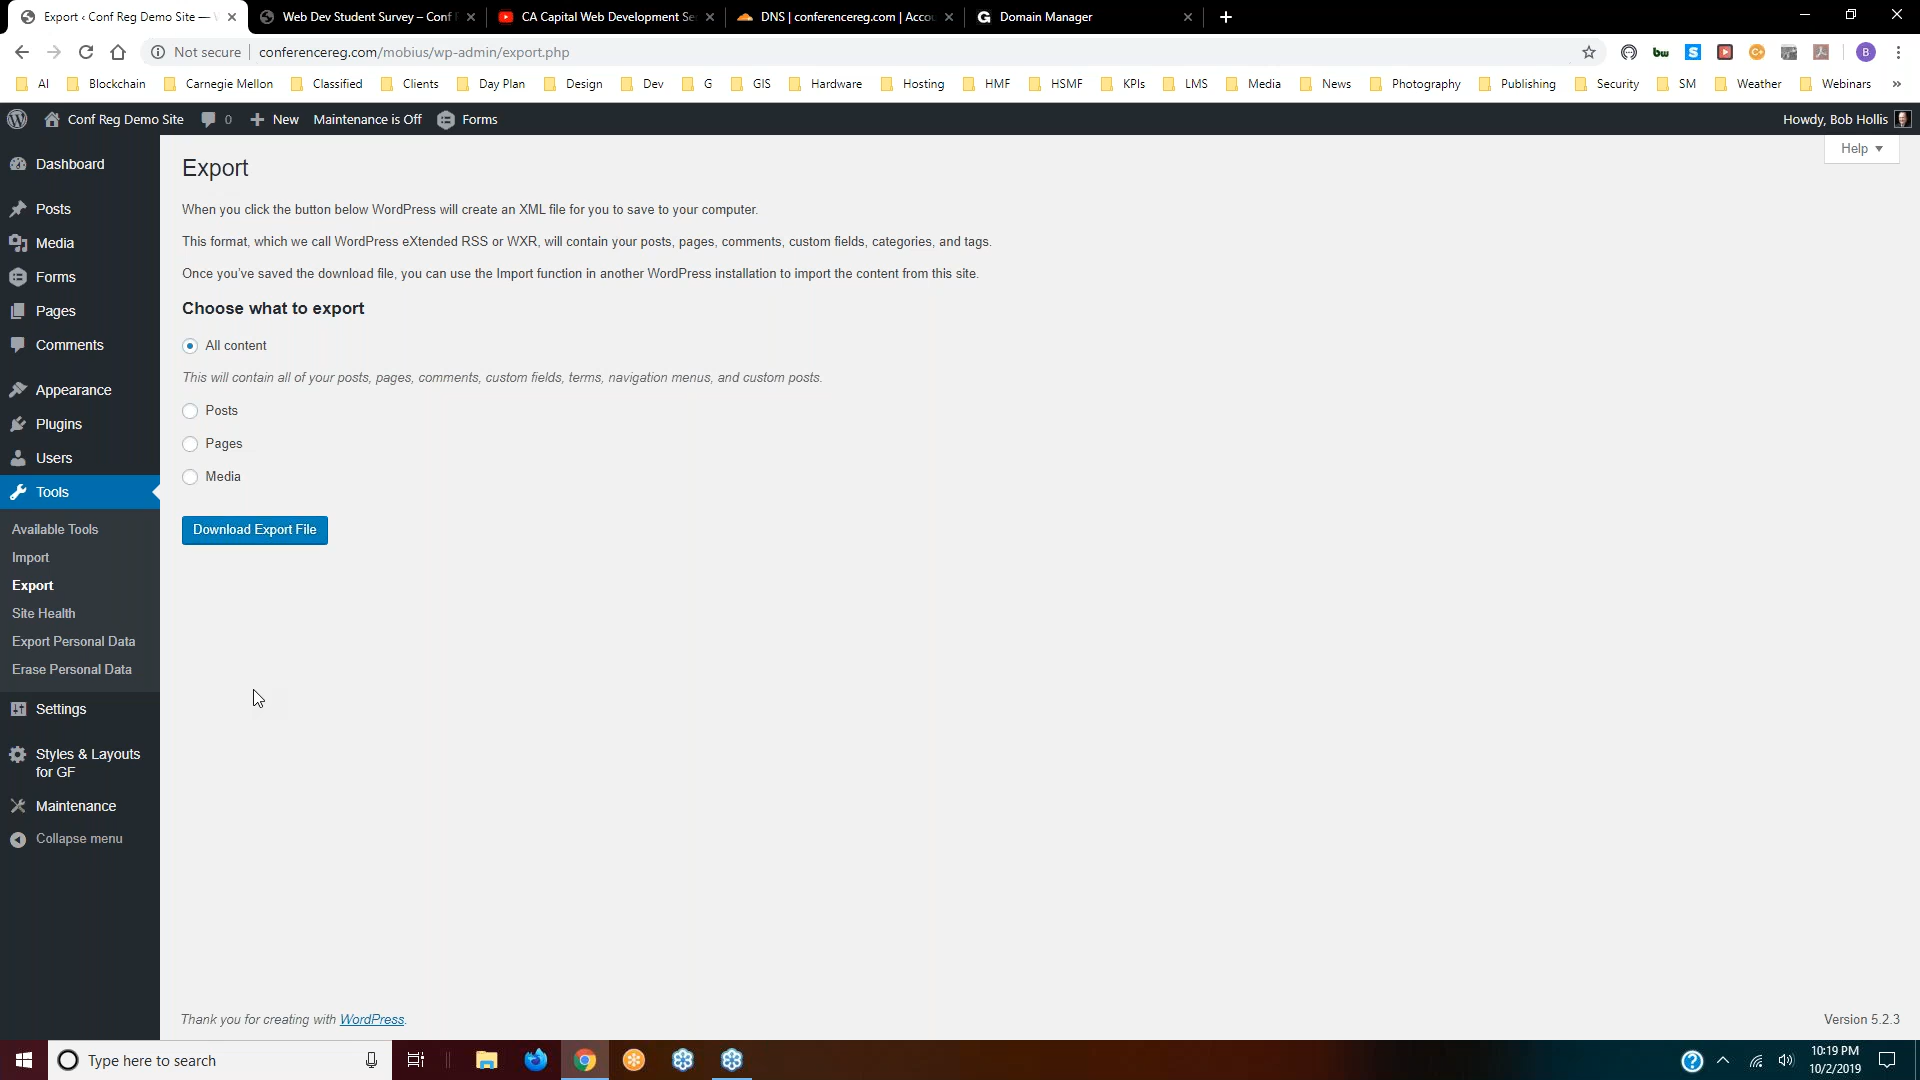 Export ‹ Conf Reg Demo Site —
Web Dev Student Survey – Conf
CA Capital Web Development Se
DNS | conferencereg.com | Accou
Domain Manager
Not secure
conferencereg.com/mobius/wp-admin/export.php
AI
Blockchain
Carnegie Mellon
Classified
Clients
Day Plan
Design
Dev
G
GIS
Hardware
Hosting
HMF
HSMF
KPIs
LMS
Media
News
Photography
Publishing
Security
SM
Weather
Webinars
»
Conf Reg Demo Site
0
New
Maintenance is Off
Forms
Howdy, Bob Hollis
Help
Dashboard
Posts
Media
Forms
Pages
Comments
Appearance
Plugins
Users
Tools
Available Tools
Import
Export
Site Health
Export Personal Data
Erase Personal Data
Settings
Styles & Layouts
for GF
Maintenance
Collapse menu
Export
When you click the button below WordPress will create an XML file for you to save to your computer.
This format, which we call WordPress eXtended RSS or WXR, will contain your posts, pages, comments, custom fields, categories, and tags.
Once you've saved the download file, you can use the Import function in another WordPress installation to import the content from this site.
Choose what to export
All content
This will contain all of your posts, pages, comments, custom fields, terms, navigation menus, and custom posts.
Posts
Pages
Media
Download Export File
Thank you for creating with WordPress.
Version 5.2.3
Type here to search
10:19 PM
10/2/2019